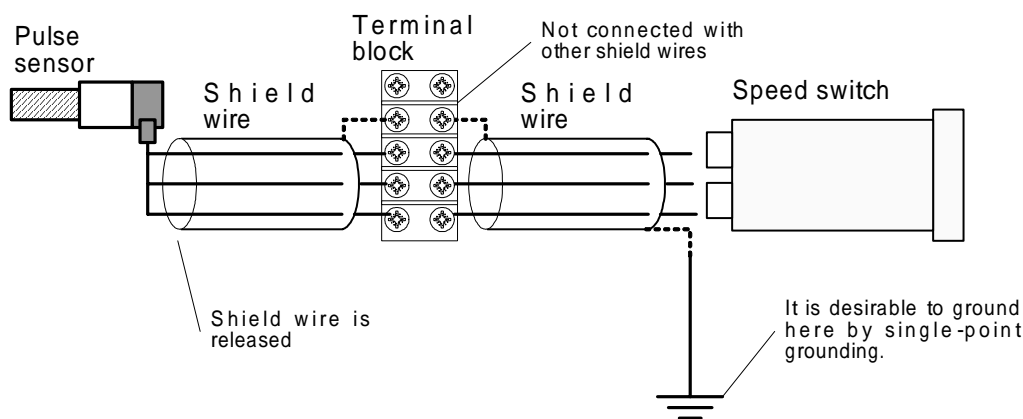 Pulse
sensor
Shield
wire
Terminal
block
Not connected with
other shield wires
Shield
wire
Speed switch
Shield wire is
released
It is desirable to ground
here by single-point
grounding.